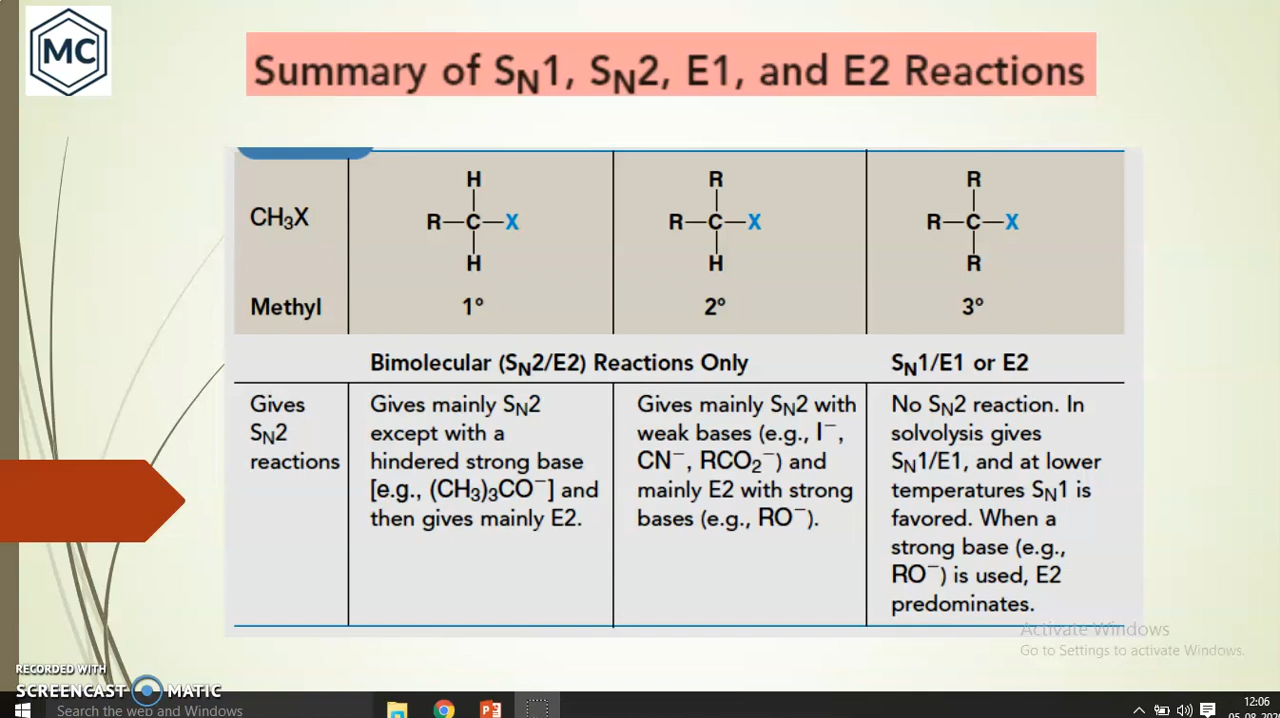 MC
Summary of SN1, SN2, E1, and E2 Reactions
CH3X
Methyl
H
R—C—X
H
1°
R
R—C—X
H
2°
R
R—C—X
R
3°
Bimolecular (SN2/E2) Reactions Only
SN1/E1 or E2
Gives
SN2
reactions
Gives mainly SN2
except with a
hindered strong base
[e.g., (CH3)3CO−] and
then gives mainly E2.
Gives mainly SN2 with
weak bases (e.g., I−,
CN−, RCO2−) and
mainly E2 with strong
bases (e.g., RO−).
No SN2 reaction. In
solvolysis gives
SN1/E1, and at lower
temperatures SN1 is
favored. When a
strong base (e.g.,
RO−) is used, E2
predominates.
Activate Windows
Go to Settings to activate Windows.
RECORDED WITH
SCREENCAST MATIC
Search the web and Windows
12:06